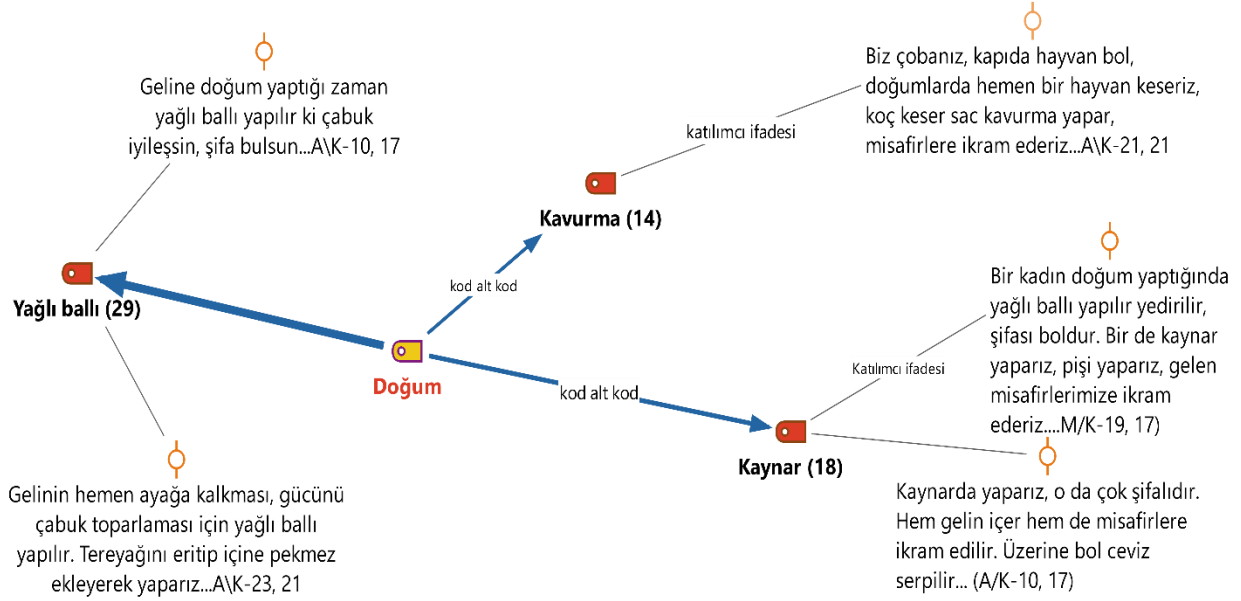 Geline doğum yaptığı zaman
yağlı ballı yapılır ki çabuk
iyileşsin, şifa bulsun...A\K-10, 17
Biz çobanız, kapıda hayvan bol,
doğumlarda hemen bir hayvan keseriz,
koç keser sac kavurma yapar,
misafirlere ikram ederiz...A\K-21, 21
katılımcı ifadesi
Kavurma (14)
kod alt kod
Yağlı ballı (29)
Doğum
kod alt kod
Bir kadın doğum yaptığında
yağlı ballı yapılır yedirilir,
şifası boldur. Bir de kaynar
yaparız, pişi yaparız, gelen
misafirlerimize ikram
ederiz....M/K-19, 17)
Katılımcı ifadesi
Kaynar (18)
Gelinin hemen ayağa kalkması, gücünü
çabuk toparlaması için yağlı ballı
yapılır. Tereyağını eritip içine pekmez
ekleyerek yaparız...A\K-23, 21
Kaynarda yaparız, o da çok şifalıdır.
Hem gelin içer hem de misafirlere
ikram edilir. Üzerine bol ceviz
serpilir... (A/K-10, 17)